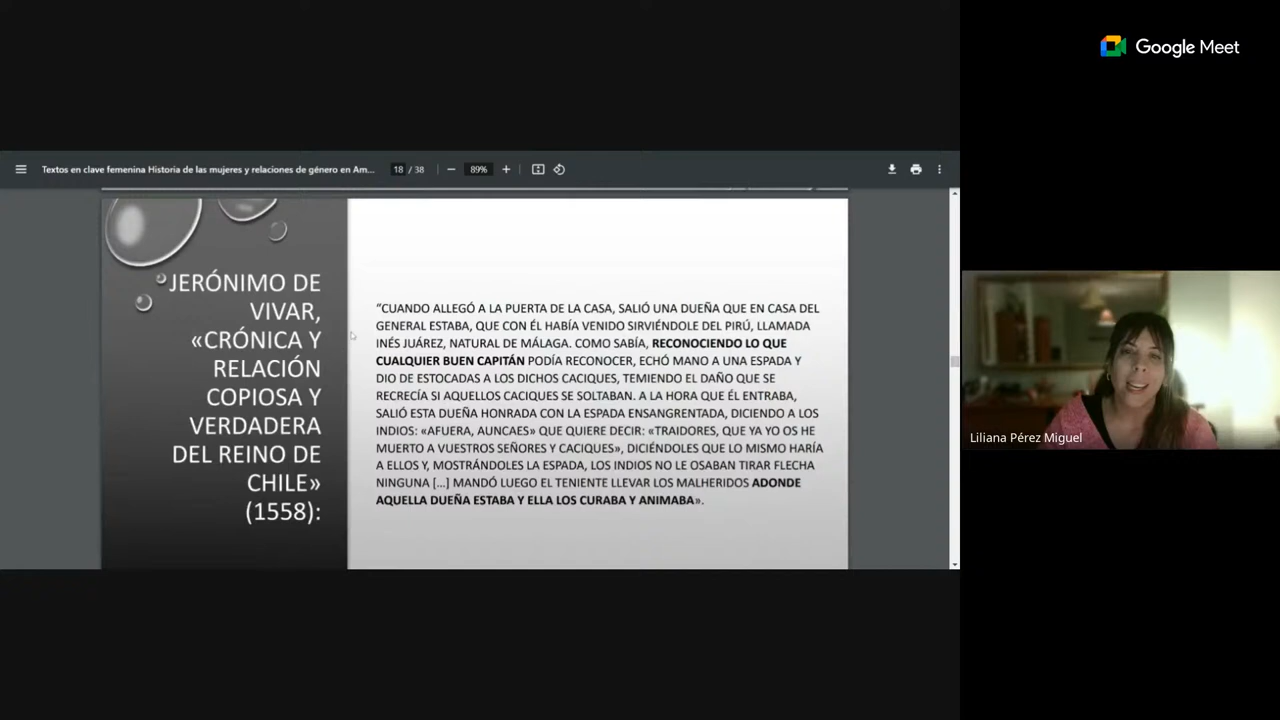 Google Meet
Textos en clave femenina Historia de las mujeres y relaciones de género en Am...
18 / 38
89%
JERÓNIMO DE
VIVAR,
«CRÓNICA Y
RELACIÓN
COPIOSA Y
VERDADERA
DEL REINO DE
CHILE»
(1558):
"CUANDO ALLEGÓ A LA PUERTA DE LA CASA, SALIÓ UNA DUEÑA QUE EN CASA DEL
GENERAL ESTABA, QUE CON ÉL HABÍA VENIDO SIRVIÉNDOLE DEL PIRÚ, LLAMADA
INÉS JUÁREZ, NATURAL DE MÁLAGA. COMO SABÍA, RECONOCIENDO LO QUE
CUALQUIER BUEN CAPITÁN PODÍA RECONOCER, ECHÓ MANO A UNA ESPADA Y
DIO DE ESTOCADAS A LOS DICHOS CACIQUES, TEMIENDO EL DAÑO QUE SE
RECRECÍA SI AQUELLOS CACIQUES SE SOLTABAN. A LA HORA QUE ÉL ENTRABA,
SALIÓ ESTA DUEÑA HONRADA CON LA ESPADA ENSANGRENTADA, DICIENDO A LOS
INDIOS: «AFUERA, AUNCAES» QUE QUIERE DECIR: «TRAIDORES, QUE YA YO OS HE
MUERTO A VUESTROS SEÑORES Y CACIQUES», DICIÉNDOLES QUE LO MISMO HARÍA
A ELLOS Y, MOSTRÁNDOLES LA ESPADA, LOS INDIOS NO LE OSABAN TIRAR FLECHA
NINGUNA [...] MANDÓ LUEGO EL TENIENTE LLEVAR LOS MALHERIDOS ADONDE
AQUELLA DUEÑA ESTABA Y ELLA LOS CURABA Y ANIMABA».
Liliana Pérez Miguel